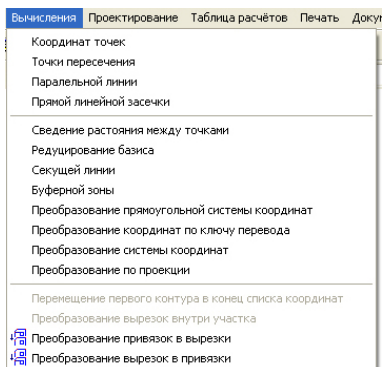 Вычисления Проектирование Таблица расчётов Печать Доку
Координат точек
Точки пересечения
Паралельной линии
Прямой линейной засечки
Сведение растояния между точками
Редуцирование базиса
Секущей линии
Буферной зоны
Преобразование прямоугольной системы координат
Преобразование координат по ключу перевода
Преобразование системы координат
Преобразование по проекции
Перемещение первого контура в конец списка координат
Преобразование вырезок внутри участка
Преобразование привязок в вырезки
Преобразование вырезок в привязки